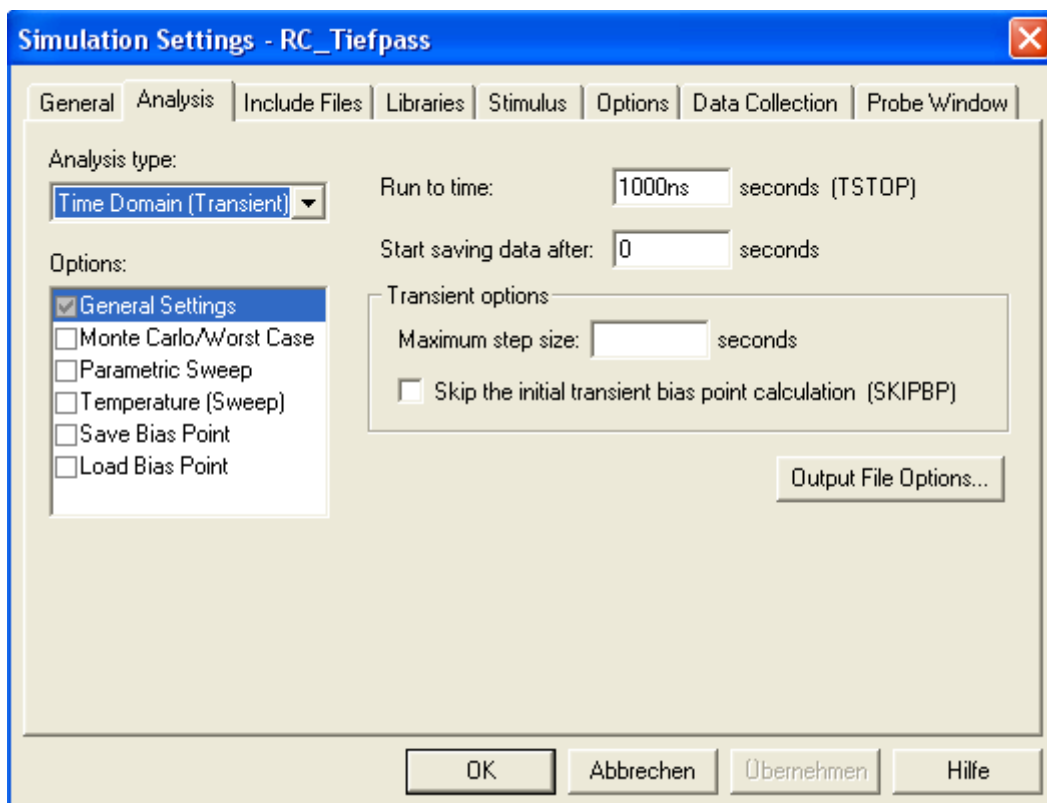 Simulation Settings - RC_Tiefpass
General Analysis Include Files Libraries Stimulus Options Data Collection Probe Window
Analysis type:
Time Domain (Transient)
Options:
General Settings
Monte Carlo/Worst Case
Parametric Sweep
Temperature (Sweep)
Save Bias Point
Load Bias Point
Run to time: 1000ns seconds (TSTOP)
Start saving data after: 0 seconds
Transient options
Maximum step size: seconds
Skip the initial transient bias point calculation (SKIPBP)
Output File Options...
OK Abbrechen Übernehmen Hilfe